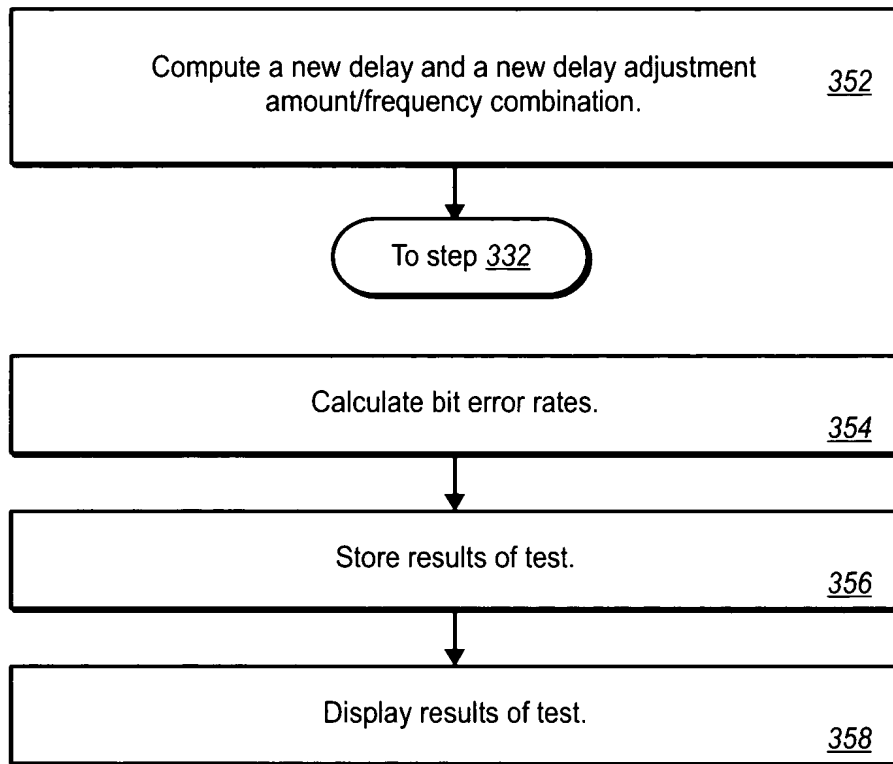 Compute a new delay and a new delay adjustment
amount/frequency combination.
352
To step 332
Calculate bit error rates.
354
Store results of test.
356
Display results of test.
358